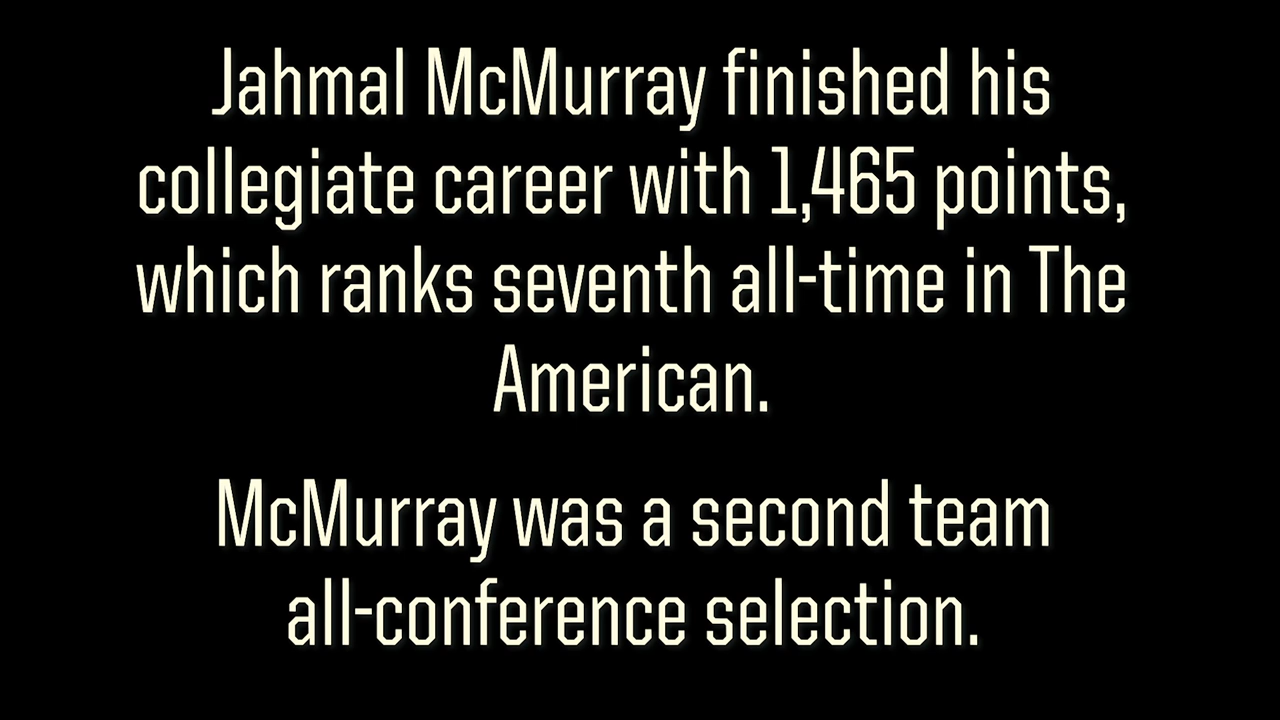 Jahmal McMurray finished his
collegiate career with 1,465 points,
which ranks seventh all-time in The
American.
McMurray was a second team
all-conference selection.